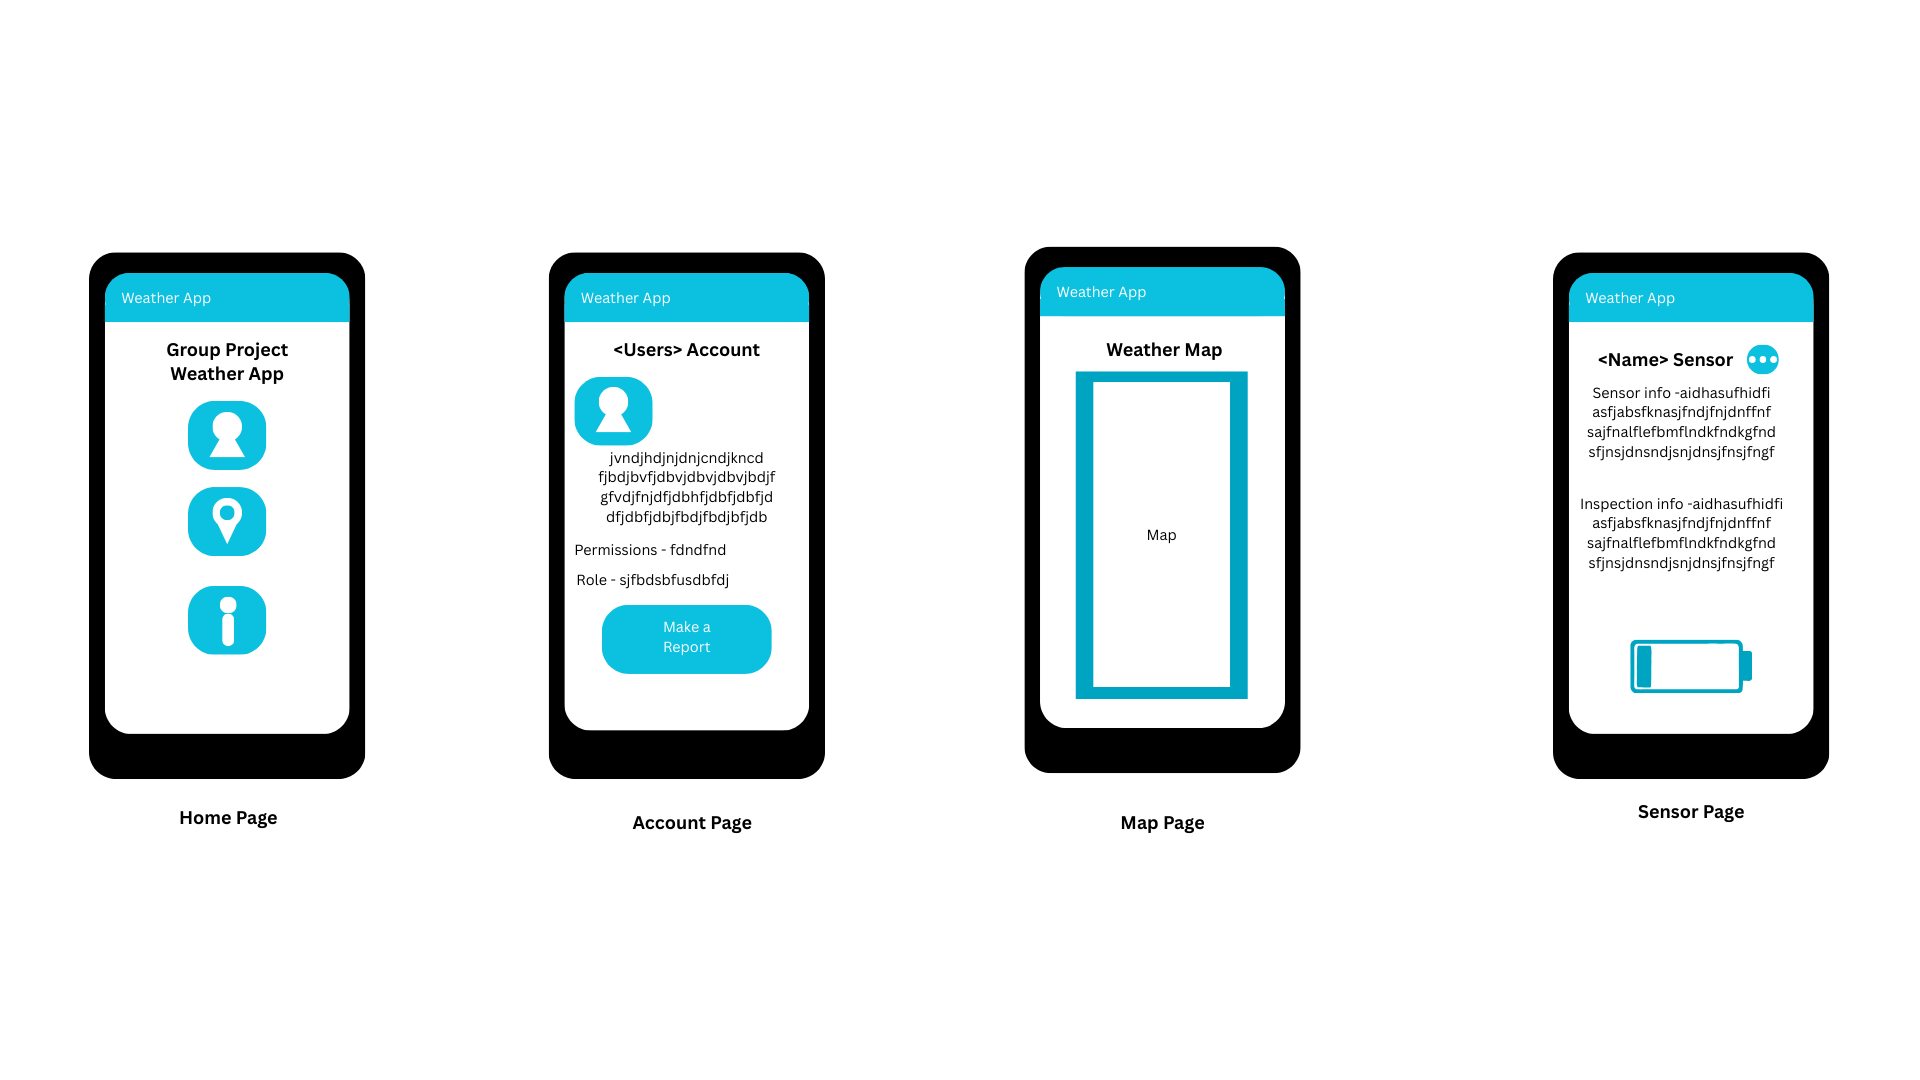 Weather App
Group Project
Weather App
Home Page
Weather App
<Users> Account
jvndjhdjnjdnjcndjkncd
fjbdjbvfjdbvjdbvjdbvjbdjf
gfvdjfnjdfjdbhfjdbfjdbfjd
dfjdbfjdbjfbdjfbdjbfjdb
Permissions - fdndfnd
Role - sjfbdsbfusdbfdj
Make a
Report
Account Page
Weather App
Weather Map
Map
Map Page
Weather App
<Name> Sensor
Sensor info -aidhasufhidfi
asfjabsfknasjfndjfnjdnffnf
sajfnalflefbmflndkfndkgfnd
sfjnsjdnsndjsnjdnsjfnsjfngf
Inspection info -aidhasufhidfi
asfjabsfknasjfndjfnjdnffnf
sajfnalflefbmflndkfndkgfnd
sfjnsjdnsndjsnjdnsjfnsjfngf
Sensor Page